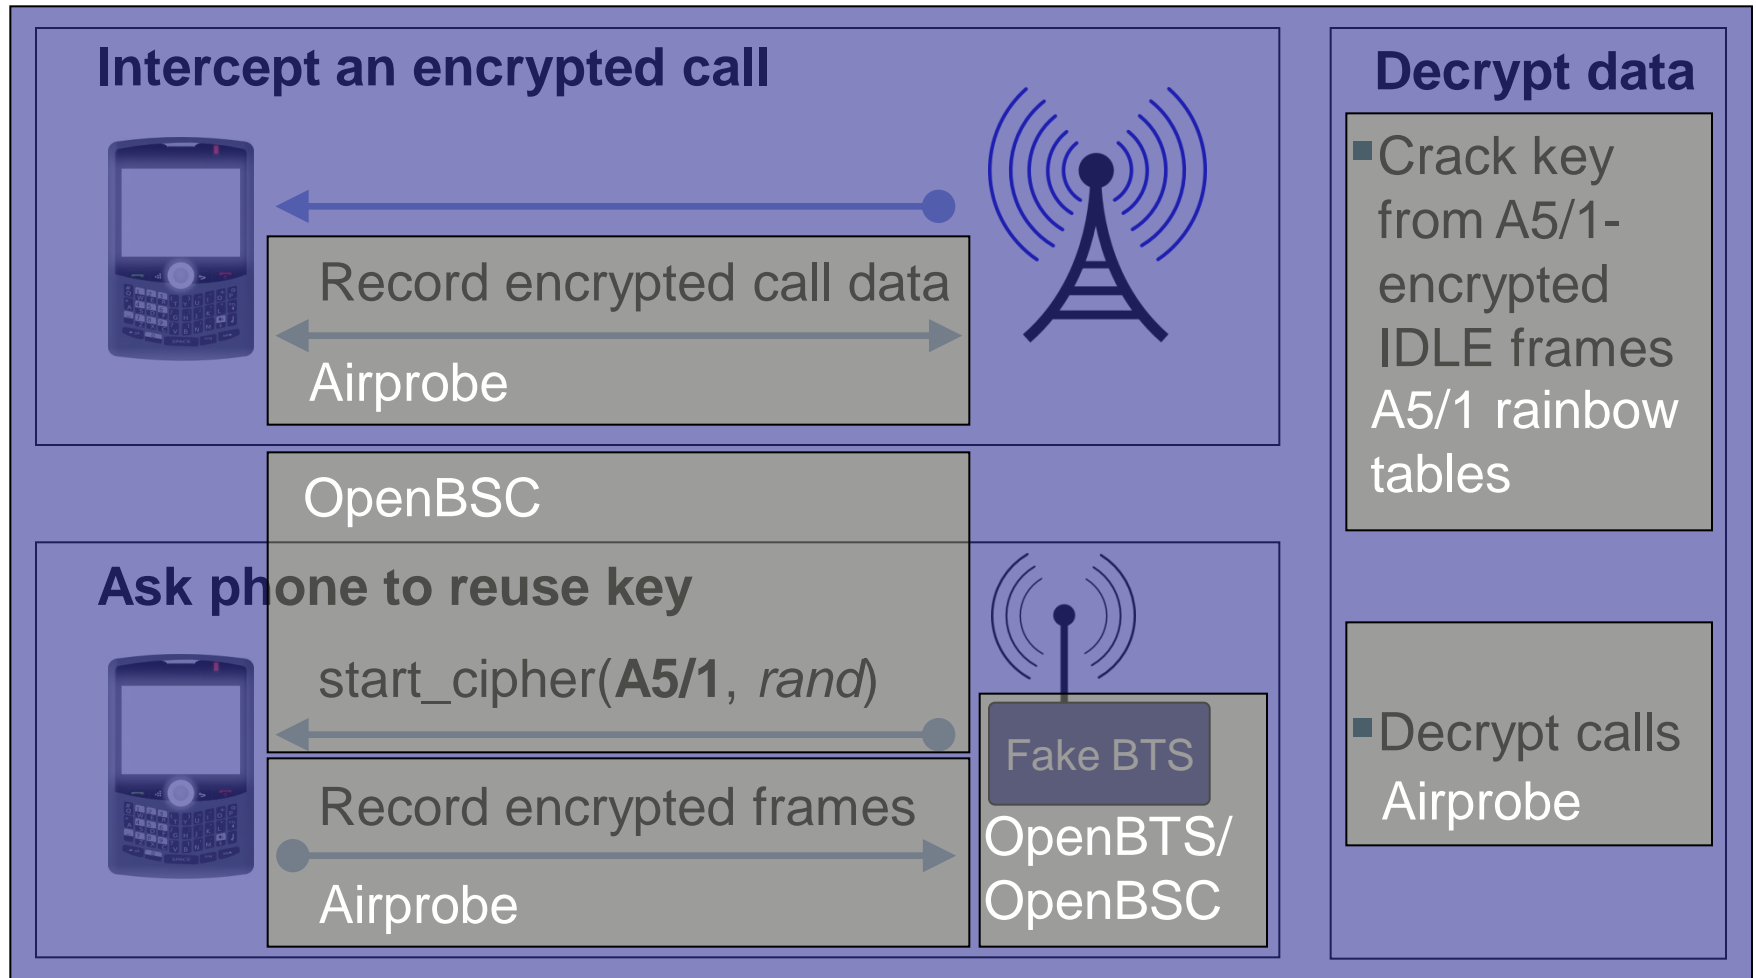 Intercept an encrypted call
Record encrypted call data
Airprobe
OpenBSC
Ask phone to reuse key
start_cipher(A5/1, rand)
Fake BTS
Record encrypted frames
Airprobe
OpenBTS/
OpenBSC
Decrypt data
Crack key
from A5/1-
encrypted
IDLE frames
A5/1 rainbow
tables
Decrypt calls
Airprobe